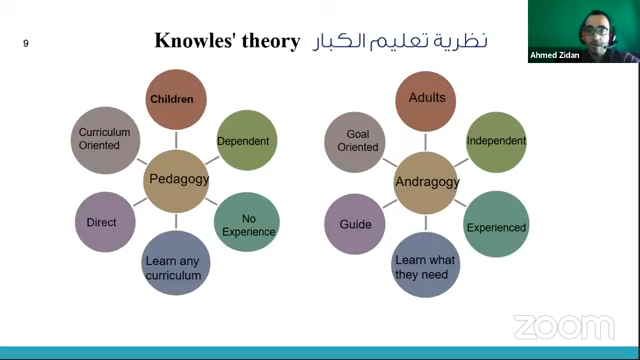 9
Knowles' theory نظرية تعليم الكبار
Ahmed Zidan
Children
Curriculum
Oriented
Dependent
Pedagogy
Direct
No
Experience
Learn any
curriculum
Adults
Goal
Oriented
Independent
Andragogy
Guide
Experienced
Learn what
they need
zoom